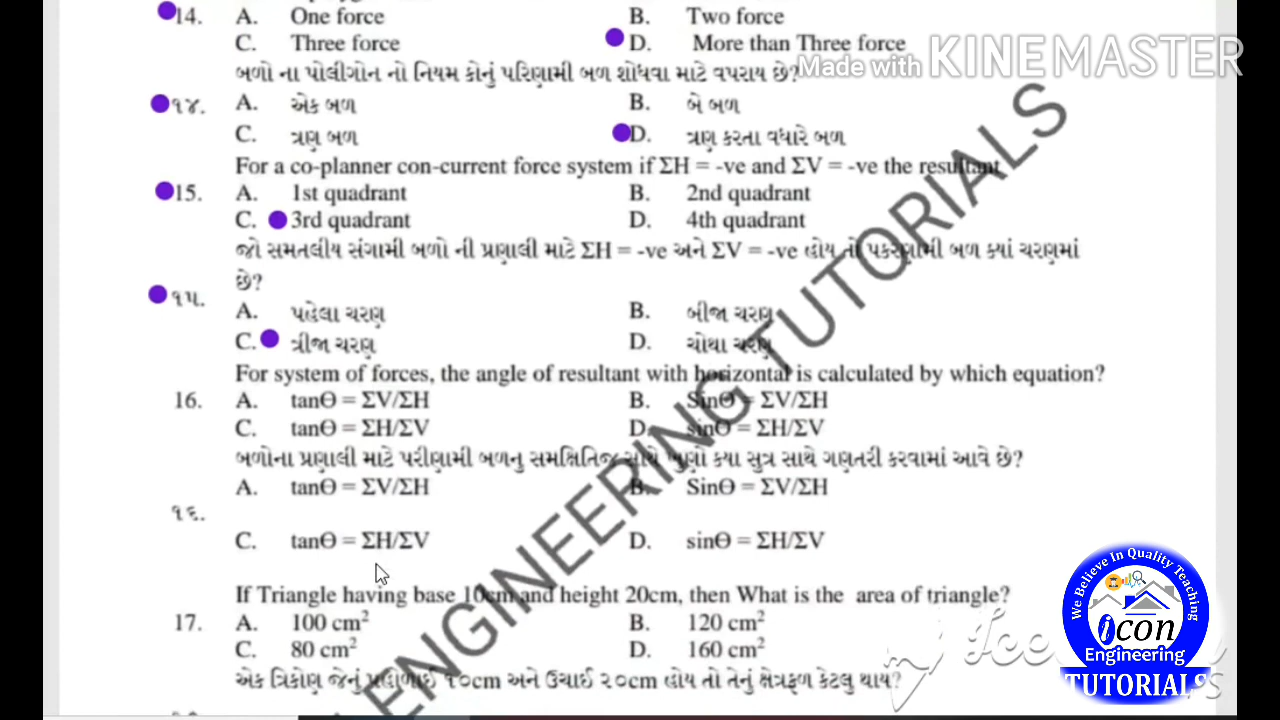 14. A. One force B. Two force
C. Three force D. More than Three force
Made with KINEMASTER
બળો ના પોલીગોન નો નિયમ કોનું પરિણામી બળ શોધવા માટે વપરાય છે?
૧૪. A. એક બળ B. બે બળ
C. ત્રણ બળ D. ત્રણ કરતા વધારે બળ
For a co-planner con-current force system if ΣH = -ve and ΣV = -ve the resultant
15. A. 1st quadrant B. 2nd quadrant
C. 3rd quadrant D. 4th quadrant
જો સમતલીય સંગામી બળો ની પ્રણાલી માટે ΣH = -ve અને ΣV = -ve હોય તો બળ ક્યાં ચરણમાં
છે?
૧૫.
A. પહેલા ચરણ B. બીજા ચરણ
C. ત્રીજા ચરણ D. ચોથા ચરણ
For system of forces, the angle of resultant with horizontal is calculated by which equation?
16. A. tanΘ = ΣV/ΣH B. SinΘ = ΣV/ΣH
C. tanΘ = ΣH/ΣV D. sinΘ = ΣH/ΣV
બળોના પ્રણાલી માટે પરીણામી બળનુ સમક્ષિતિજ સાથે ખુણો ક્યા સુત્ર સાથે ગણતરી કરવામાં આવે છે?
A. tanΘ = ΣV/ΣH B. SinΘ = ΣV/ΣH
૧૬.
C. tanΘ = ΣH/ΣV D. sinΘ = ΣH/ΣV
If Triangle having base 10cm and height 20cm, then What is the area of triangle?
17. A. 100 cm² B. 120 cm²
C. 80 cm² D. 160 cm²
એક ત્રિકોણ જેનું પહોળાઈ ૧૦cm અને ઉચાઈ ૨૦cm હોય તો તેનું ક્ષેત્રફળ કેટલુ થાય?
ENGINEERING TUTORIALS
We Believe In Quality Teaching
icon
Engineering
TUTORIALS